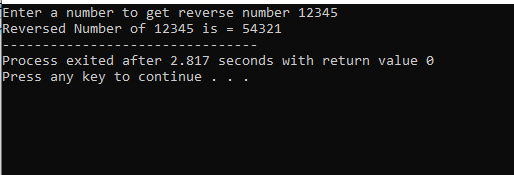 Enter a number to get reverse number 12345
Reversed Number of 12345 is = 54321
--------------------------------
Process exited after 2.817 seconds with return value 0
Press any key to continue . . .